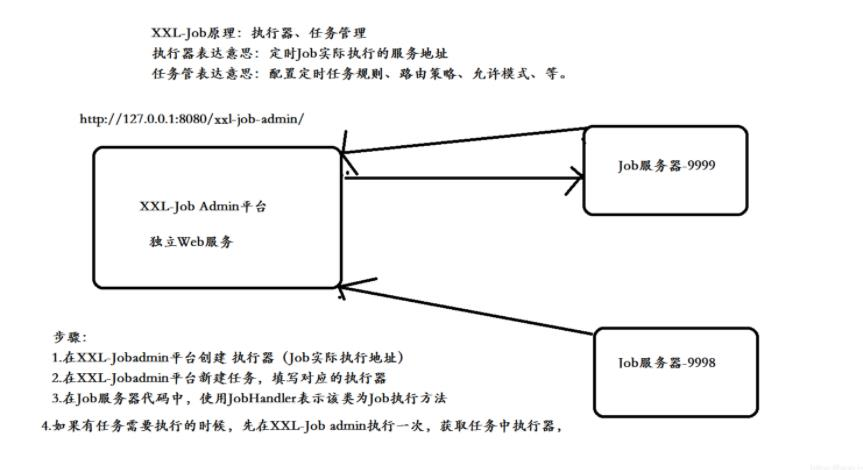 XXL-Job原理：执行器、任务管理
执行器表达意思：定时Job实际执行的服务地址
任务管表达意思：配置定时任务规则、路由策略、允许模式、等。
http://127.0.0.1:8080/xxl-job-admin/
XXL-Job Admin平台
独立Web服务
Job服务器-9999
Job服务器-9998
步骤：
1.在XXL-Jobadmin平台创建 执行器（Job实际执行地址）
2.在XXL-Jobadmin平台新建任务，填写对应的执行器
3.在Job服务器代码中，使用JobHandler表示该类为Job执行方法
4.如果有任务需要执行的时候，先在XXL-Job admin执行一次，获取任务中执行器，